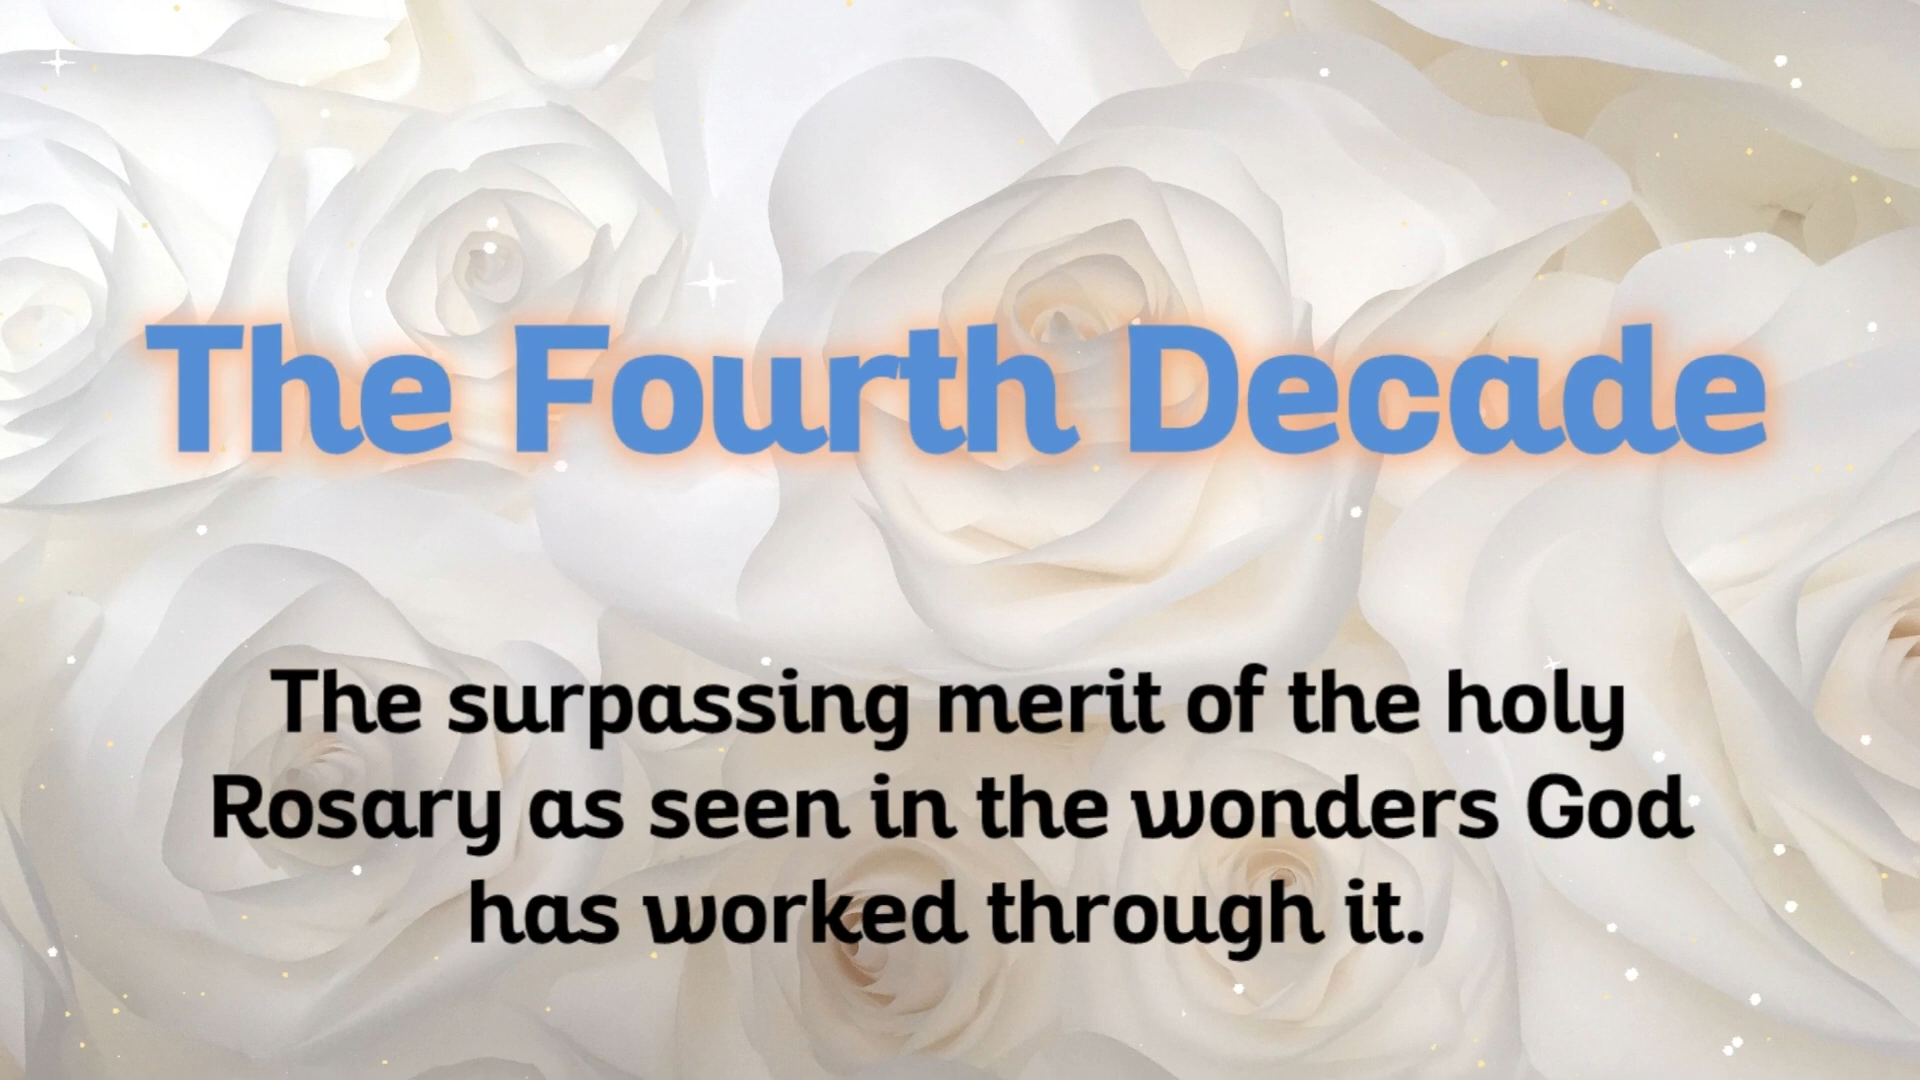 The Fourth Decade
The surpassing merit of the holy
Rosary as seen in the wonders God
has worked through it.